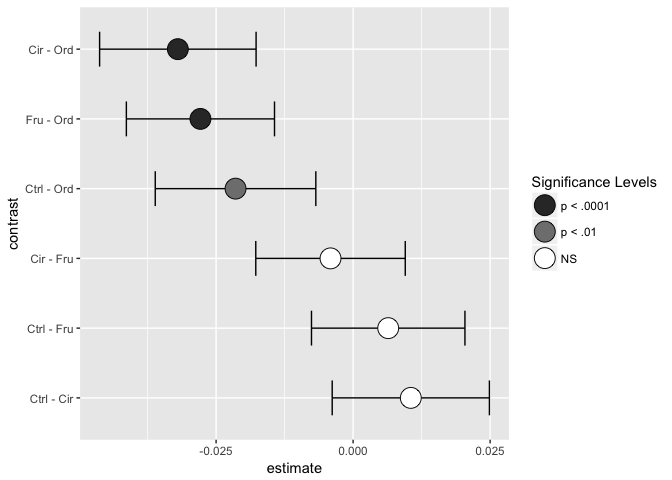 Cir - Ord
Fru - Ord
Ctrl - Ord
Cir - Fru
Ctrl - Fru
Ctrl - Cir
contrast
-0.025
0.000
0.025
estimate
Significance Levels
p < .0001
p < .01
NS